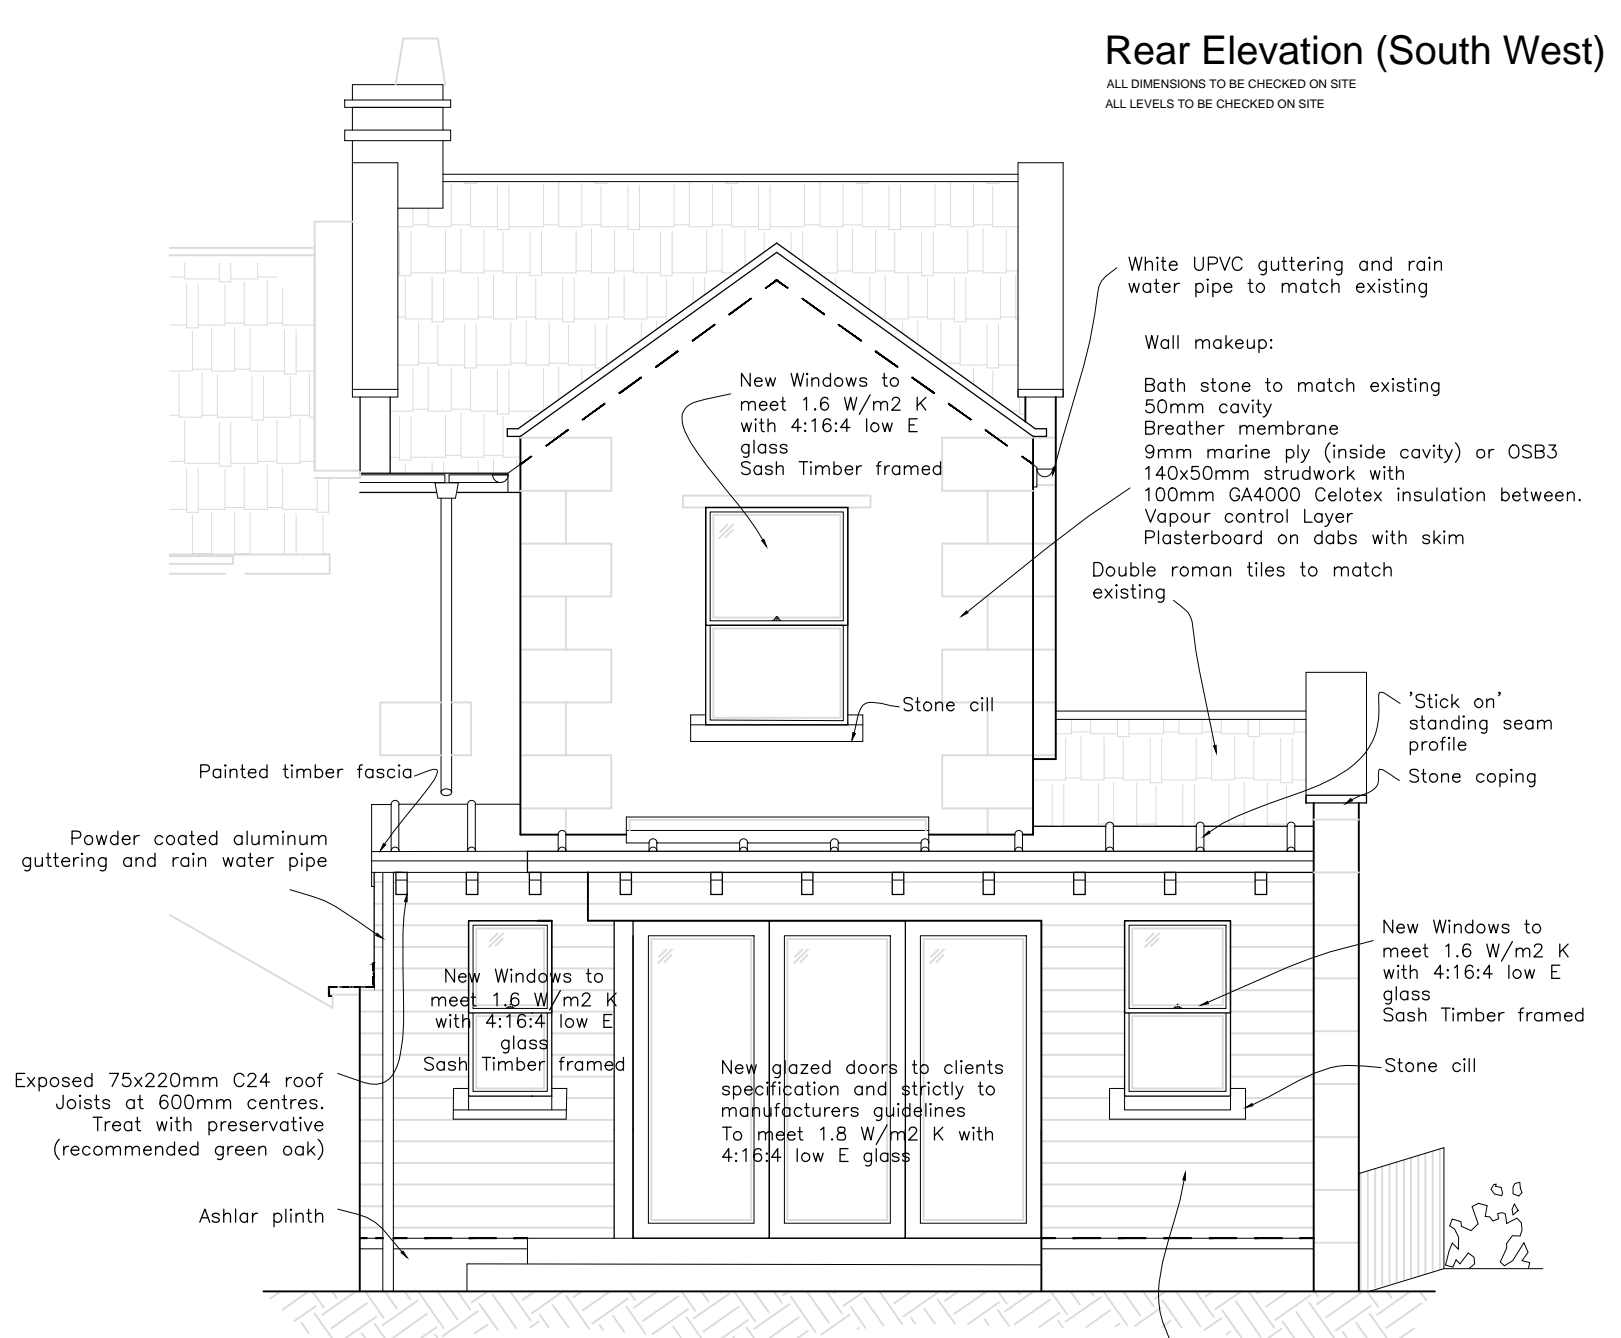 Rear Elevation (South West)
ALL DIMENSIONS TO BE CHECKED ON SITE
ALL LEVELS TO BE CHECKED ON SITE
White UPVC guttering and rain
water pipe to match existing
Wall makeup:
Bath stone to match existing
50mm cavity
Breather membrane
9mm marine ply (inside cavity) or OSB3
140x50mm strudwork with
100mm GA4000 Celotex insulation between.
Vapour control Layer
Plasterboard on dabs with skim
New Windows to
meet 1.6 W/m2 K
with 4:16:4 low E
glass
Sash Timber framed
Double roman tiles to match
existing
Stone cill
'Stick on'
standing seam
profile
Stone coping
Painted timber fascia
Powder coated aluminum
guttering and rain water pipe
New Windows to
meet 1.6 W/m2 K
with 4:16:4 low E
glass
Sash Timber framed
New Windows to
meet 1.6 W/m2 K
with 4:16:4 low E
glass
Sash Timber framed
Stone cill
New glazed doors to clients
specification and strictly to
manufacturers guidelines
To meet 1.8 W/m2 K with
4:16:4 low E glass
Exposed 75x220mm C24 roof
Joists at 600mm centres.
Treat with preservative
(recommended green oak)
Ashlar plinth